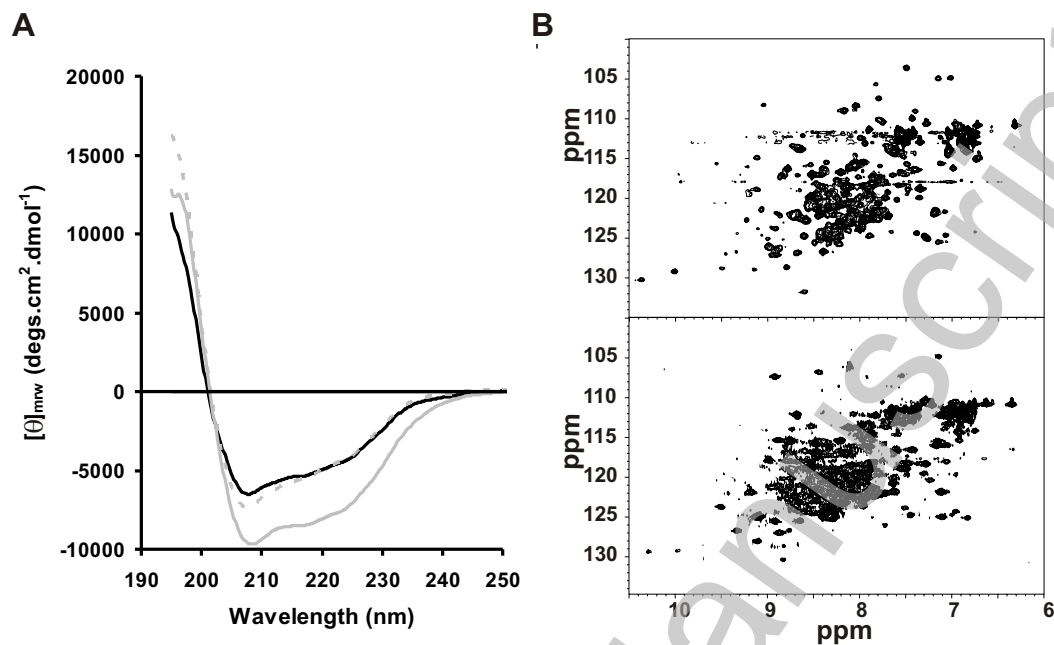 A
20000
15000
10000
5000
0
-5000
-10000
[θ]mrw (degs.cm².dmol⁻¹)
190 200 210 220 230 240 250
Wavelength (nm)
B
105
110
115
120
125
130
ppm
105
110
115
120
125
130
ppm
10 9 8 7 6
ppm
anuscrip